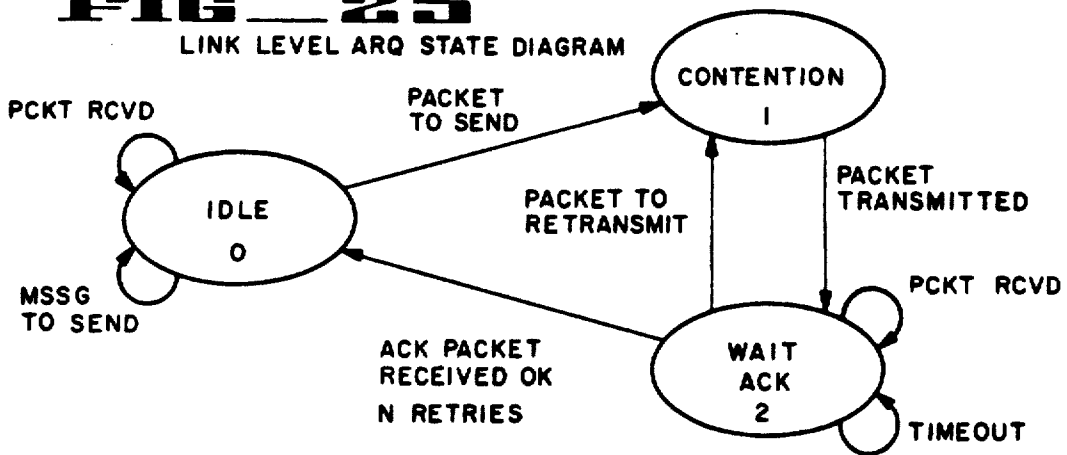 FIG_25
LINK LEVEL ARQ STATE DIAGRAM
PCKT RCVD
IDLE
0
MSSG
TO SEND
PACKET
TO SEND
CONTENTION
1
PACKET TO
RETRANSMIT
PACKET
TRANSMITTED
ACK PACKET
RECEIVED OK
N RETRIES
WAIT
ACK
2
PCKT RCVD
TIMEOUT